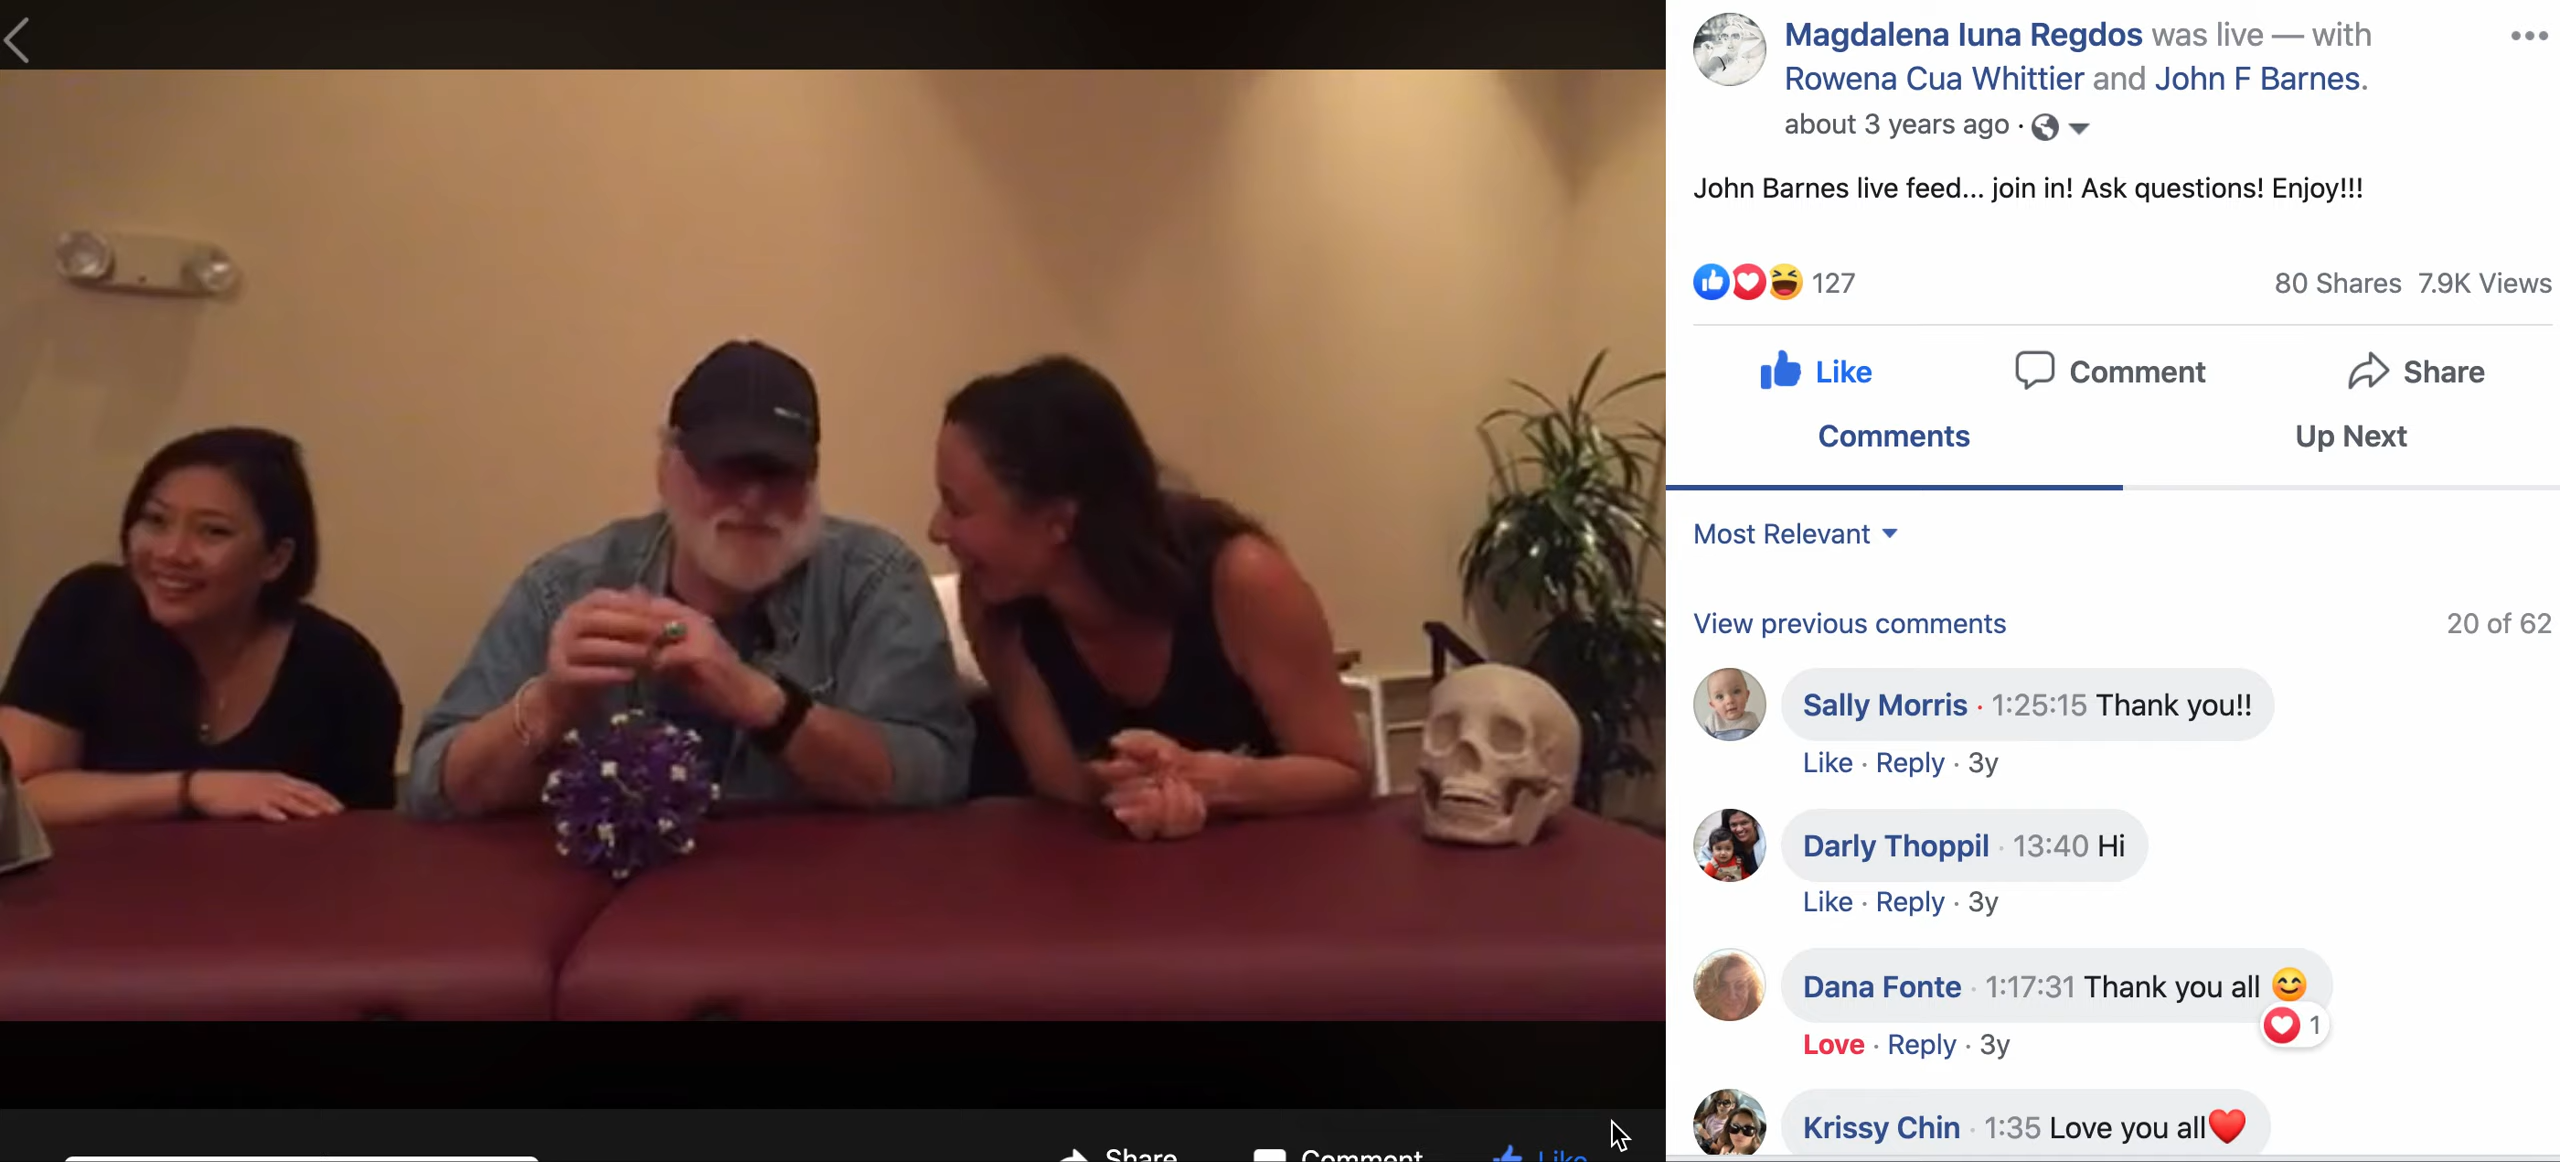 Magdalena luna Regdos was live — with
Rowena Cua Whittier and John F Barnes.
about 3 years ago ·
John Barnes live feed... join in! Ask questions! Enjoy!!!
127
80 Shares 7.9K Views
Like
Comment
Share
Comments
Up Next
Most Relevant
View previous comments
20 of 62
Sally Morris · 1:25:15 Thank you!!
Like · Reply · 3y
Darly Thoppil · 13:40 Hi
Like · Reply · 3y
Dana Fonte · 1:17:31 Thank you all 😊
1
Love · Reply · 3y
Krissy Chin · 1:35 Love you all❤️
Share
Comment
Like